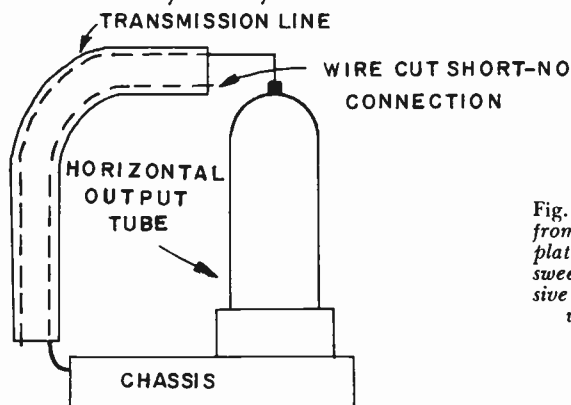 TRANSMISSION LINE
WIRE CUT SHORT-NO
CONNECTION
HORIZONTAL
OUTPUT
TUBE
CHASSIS
Fig.
from
plat
swee
sive